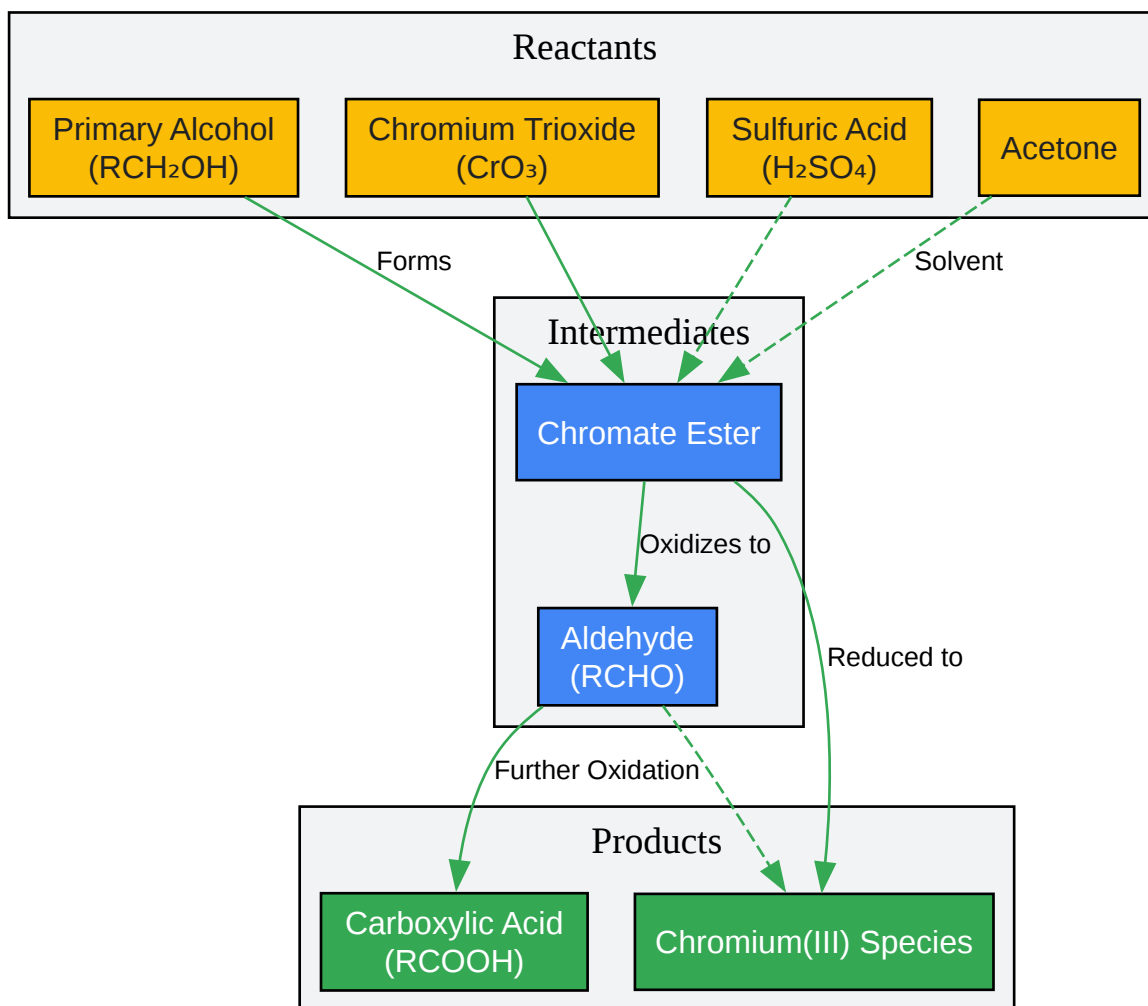 Reactants
Primary Alcohol
(RCH₂OH)
Chromium Trioxide
(CrO₃)
Sulfuric Acid
(H₂SO₄)
Acetone
Forms
Solvent
Intermediates
Chromate Ester
Oxidizes to
Aldehyde
(RCHO)
Reduced to
Further Oxidation
Products
Carboxylic Acid
(RCOOH)
Chromium(III) Species